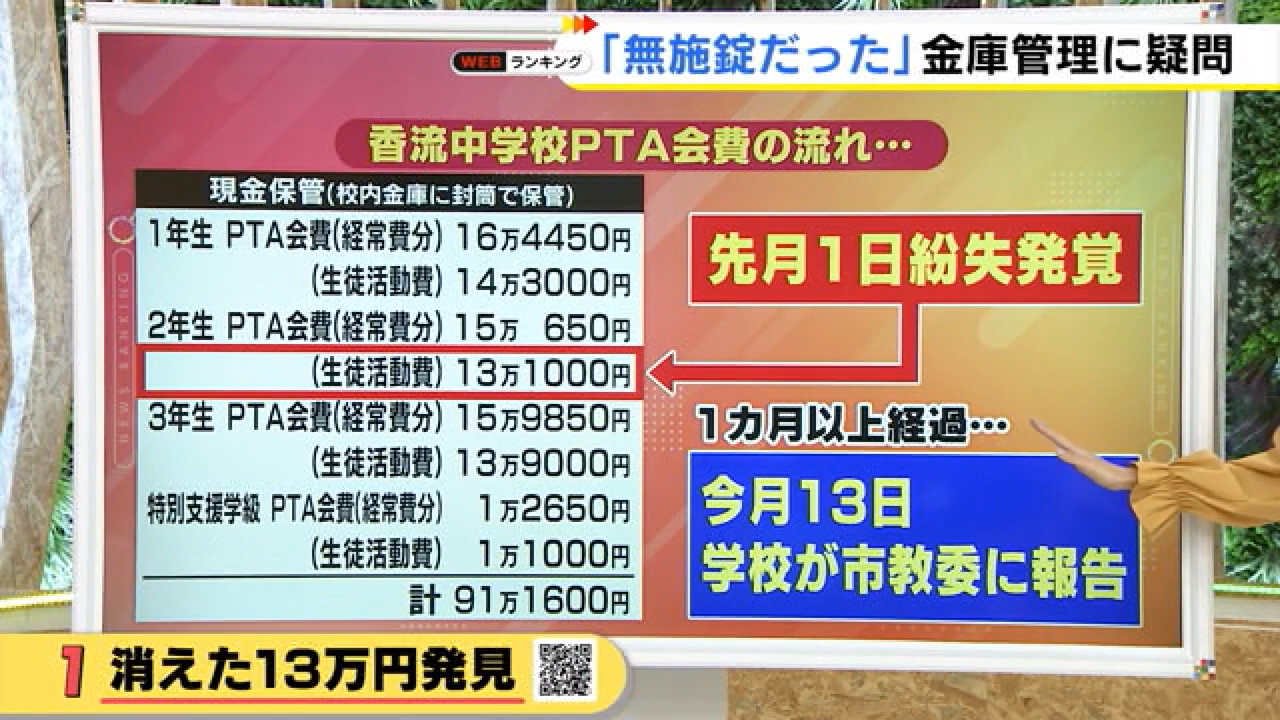 「無施錠だった」金庫管理に疑問
WEB ランキング
香流中学校PTA会費の流れ…
現金保管(校内金庫に封筒で保管)
1年生 PTA会費(経常費分) 16万4450円
(生徒活動費) 14万3000円
2年生 PTA会費(経常費分) 15万 650円
(生徒活動費) 13万1000円
3年生 PTA会費(経常費分) 15万9850円
(生徒活動費) 13万9000円
特別支援学級 PTA会費(経常費分) 1万2650円
(生徒活動費) 1万1000円
計 91万1600円
先月1日紛失発覚
1カ月以上経過…
今月13日
学校が市教委に報告
NEWS RANKING
1 消えた13万円発見